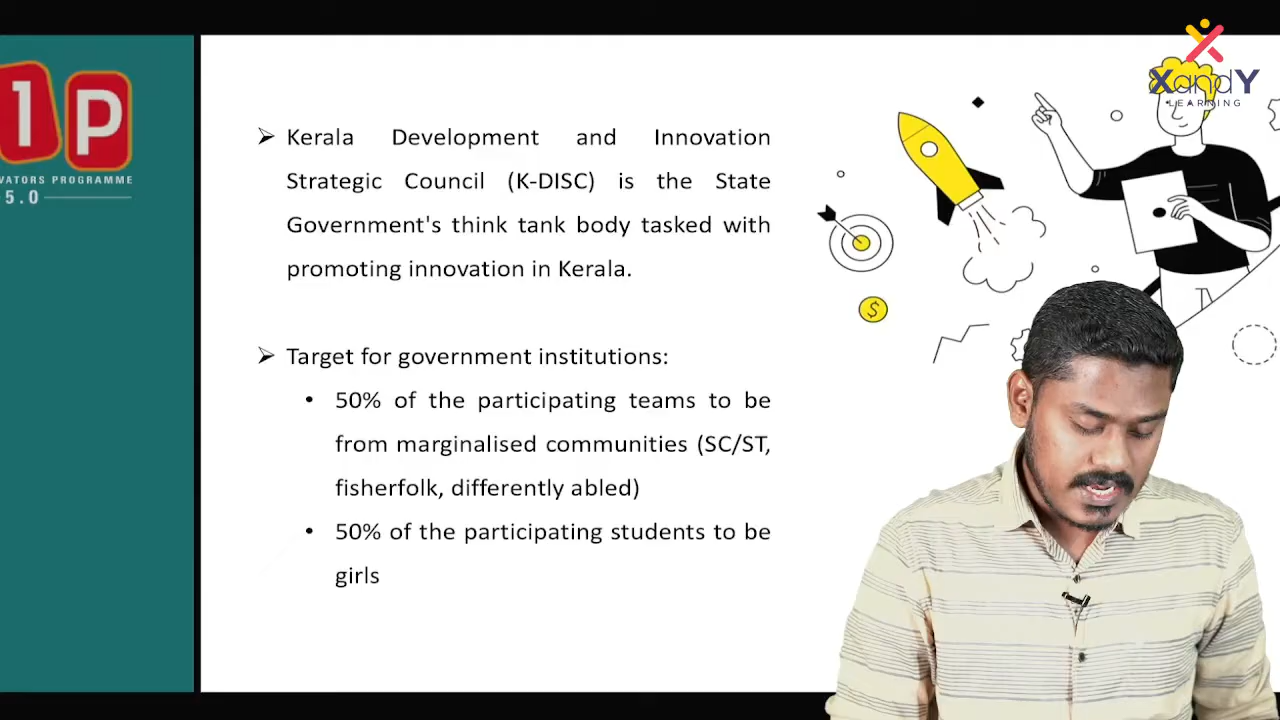 1P
VATORS PROGRAMME
5.0
XandY
LEARNING
➢ Kerala Development and Innovation
Strategic Council (K-DISC) is the State
Government's think tank body tasked with
promoting innovation in Kerala.
➢ Target for government institutions:
• 50% of the participating teams to be
from marginalised communities (SC/ST,
fisherfolk, differently abled)
• 50% of the participating students to be
girls
$